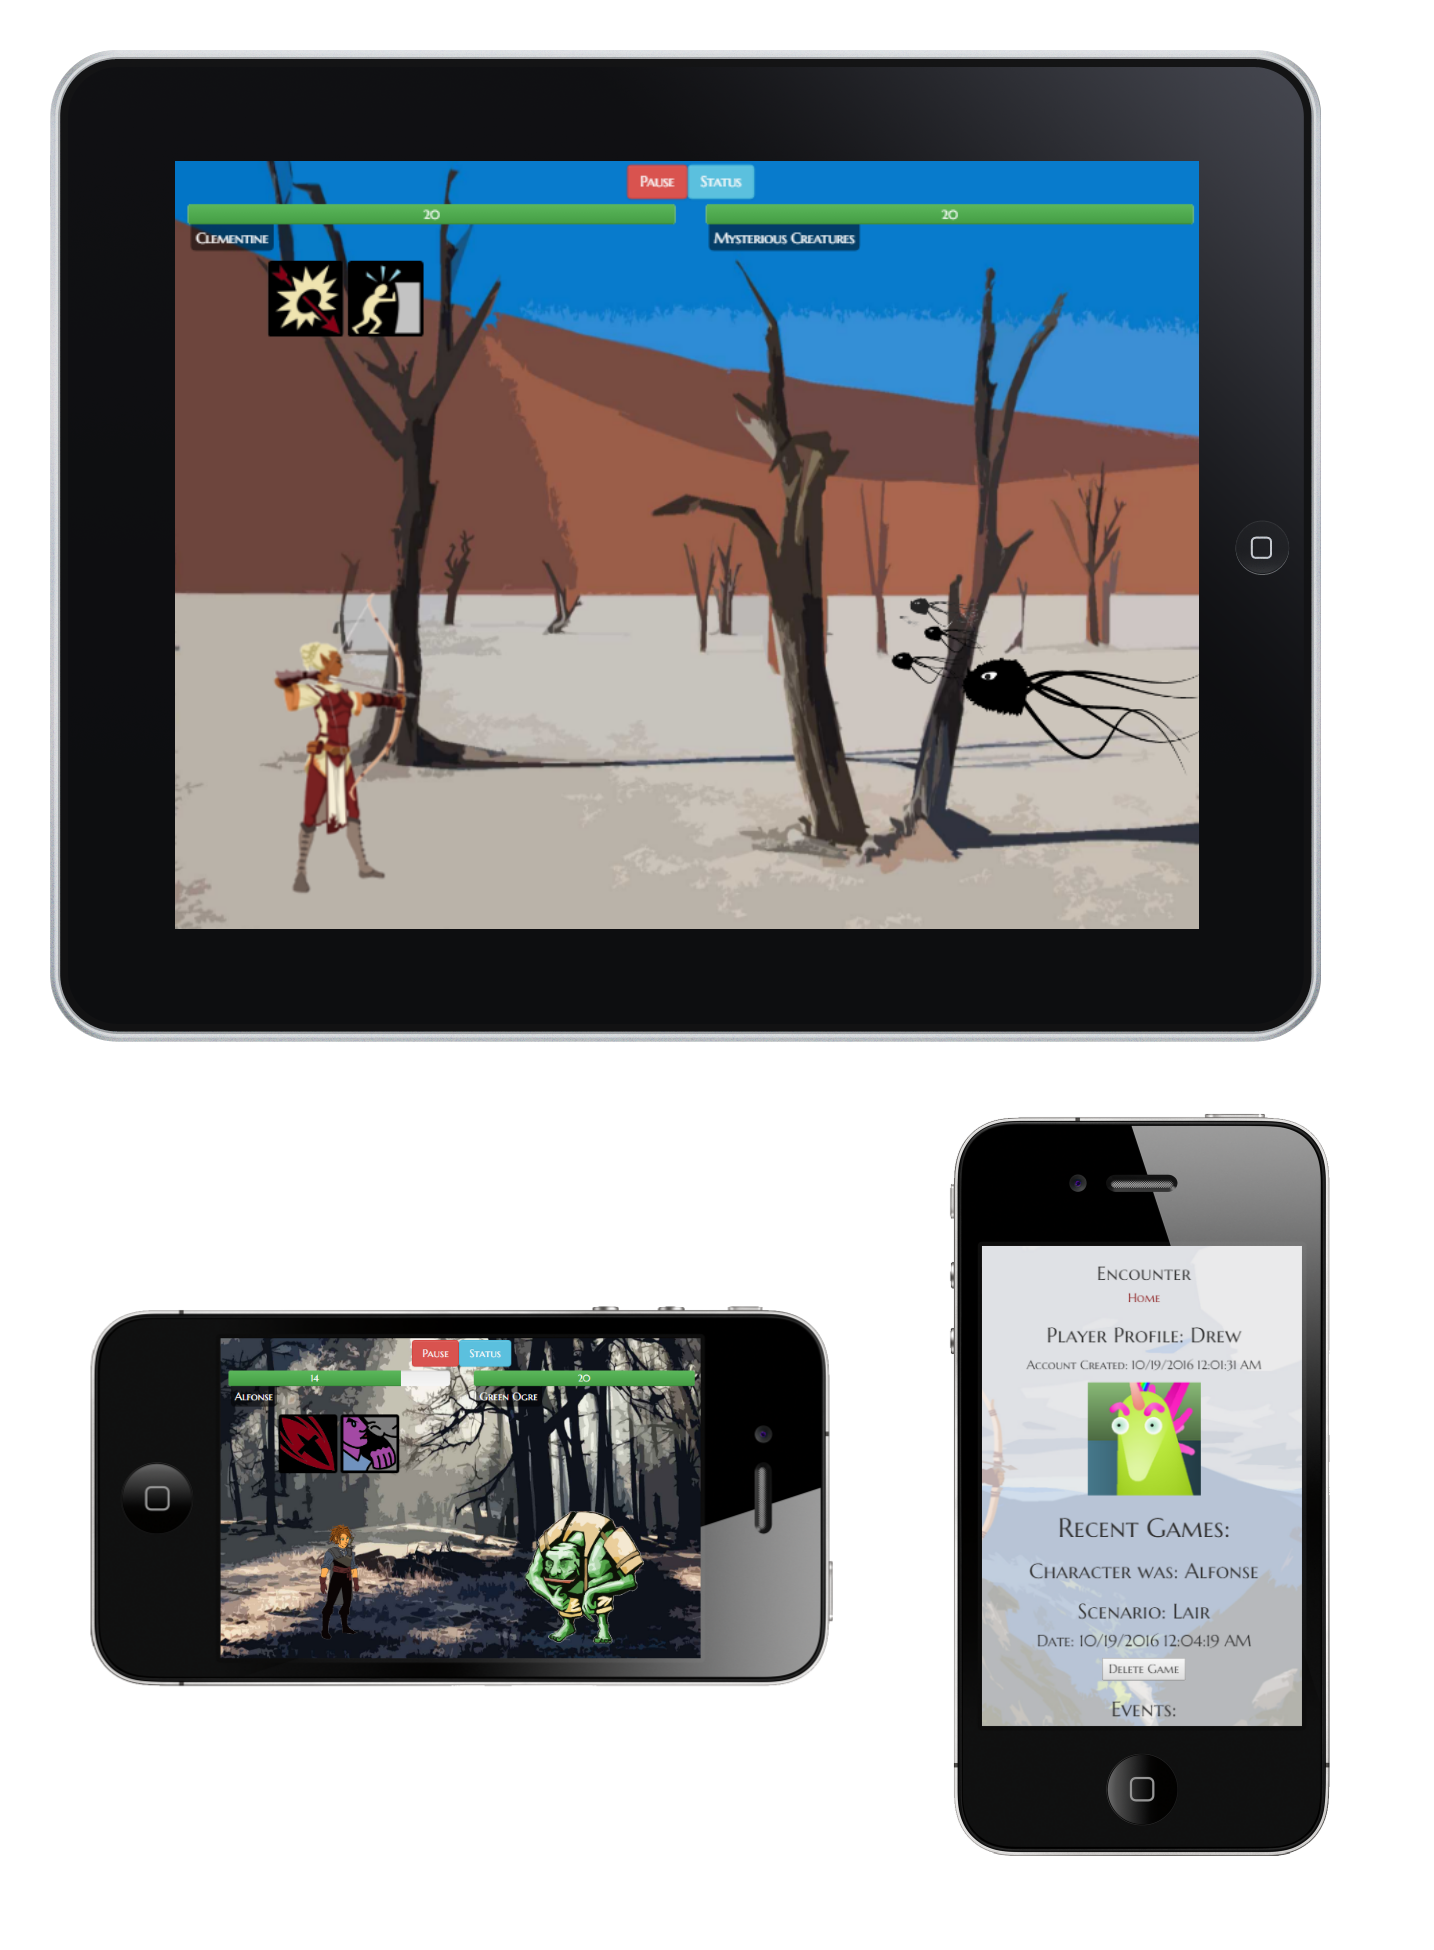 Pause Status
20 20
Clementine Mysterious Creatures
Pause Status
14 20
Alfonse Green Ogre
Encounter
Home
Player Profile: Drew
Account Created: 10/19/2016 12:01:31 AM
Recent Games:
Character was: Alfonse
Scenario: Lair
Date: 10/19/2016 12:04:19 AM
Delete Game
Events: